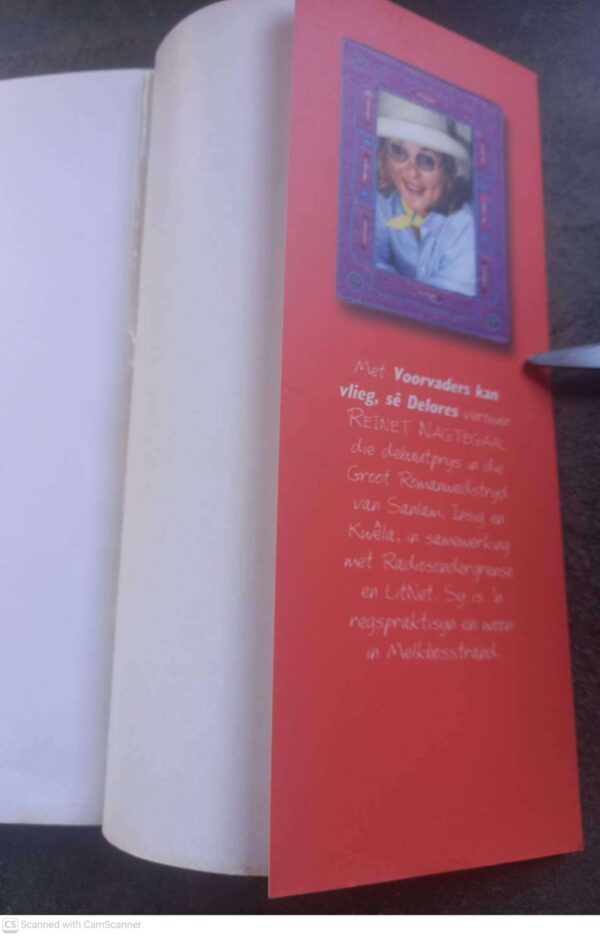 Met Voorvaders kan
vlieg, sê Delores verower
REINET NAGTEGAAL
die debuutprys in die
Groot Romanwedstryd
van Sanlam, Insig en
Kwêla, in samewerking
met Radiosondergrense
en LitNet. Sy is 'n
regspraktisyn en woon
in Melkbosstrand.
CS Scanned with CamScanner